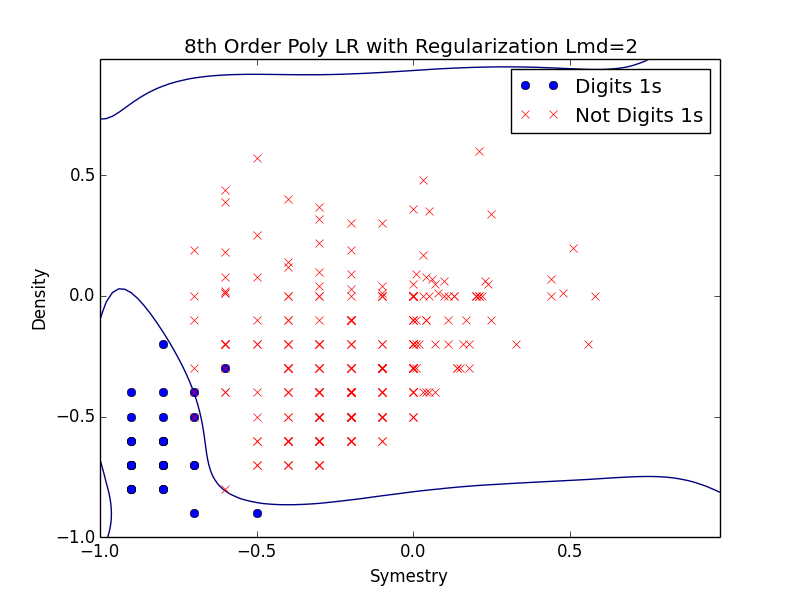 8th Order Poly LR with Regularization Lmd=2
Digits 1s
Not Digits 1s
0.5
0.0
−0.5
−1.0
Density
−1.0
−0.5
0.0
0.5
Symestry